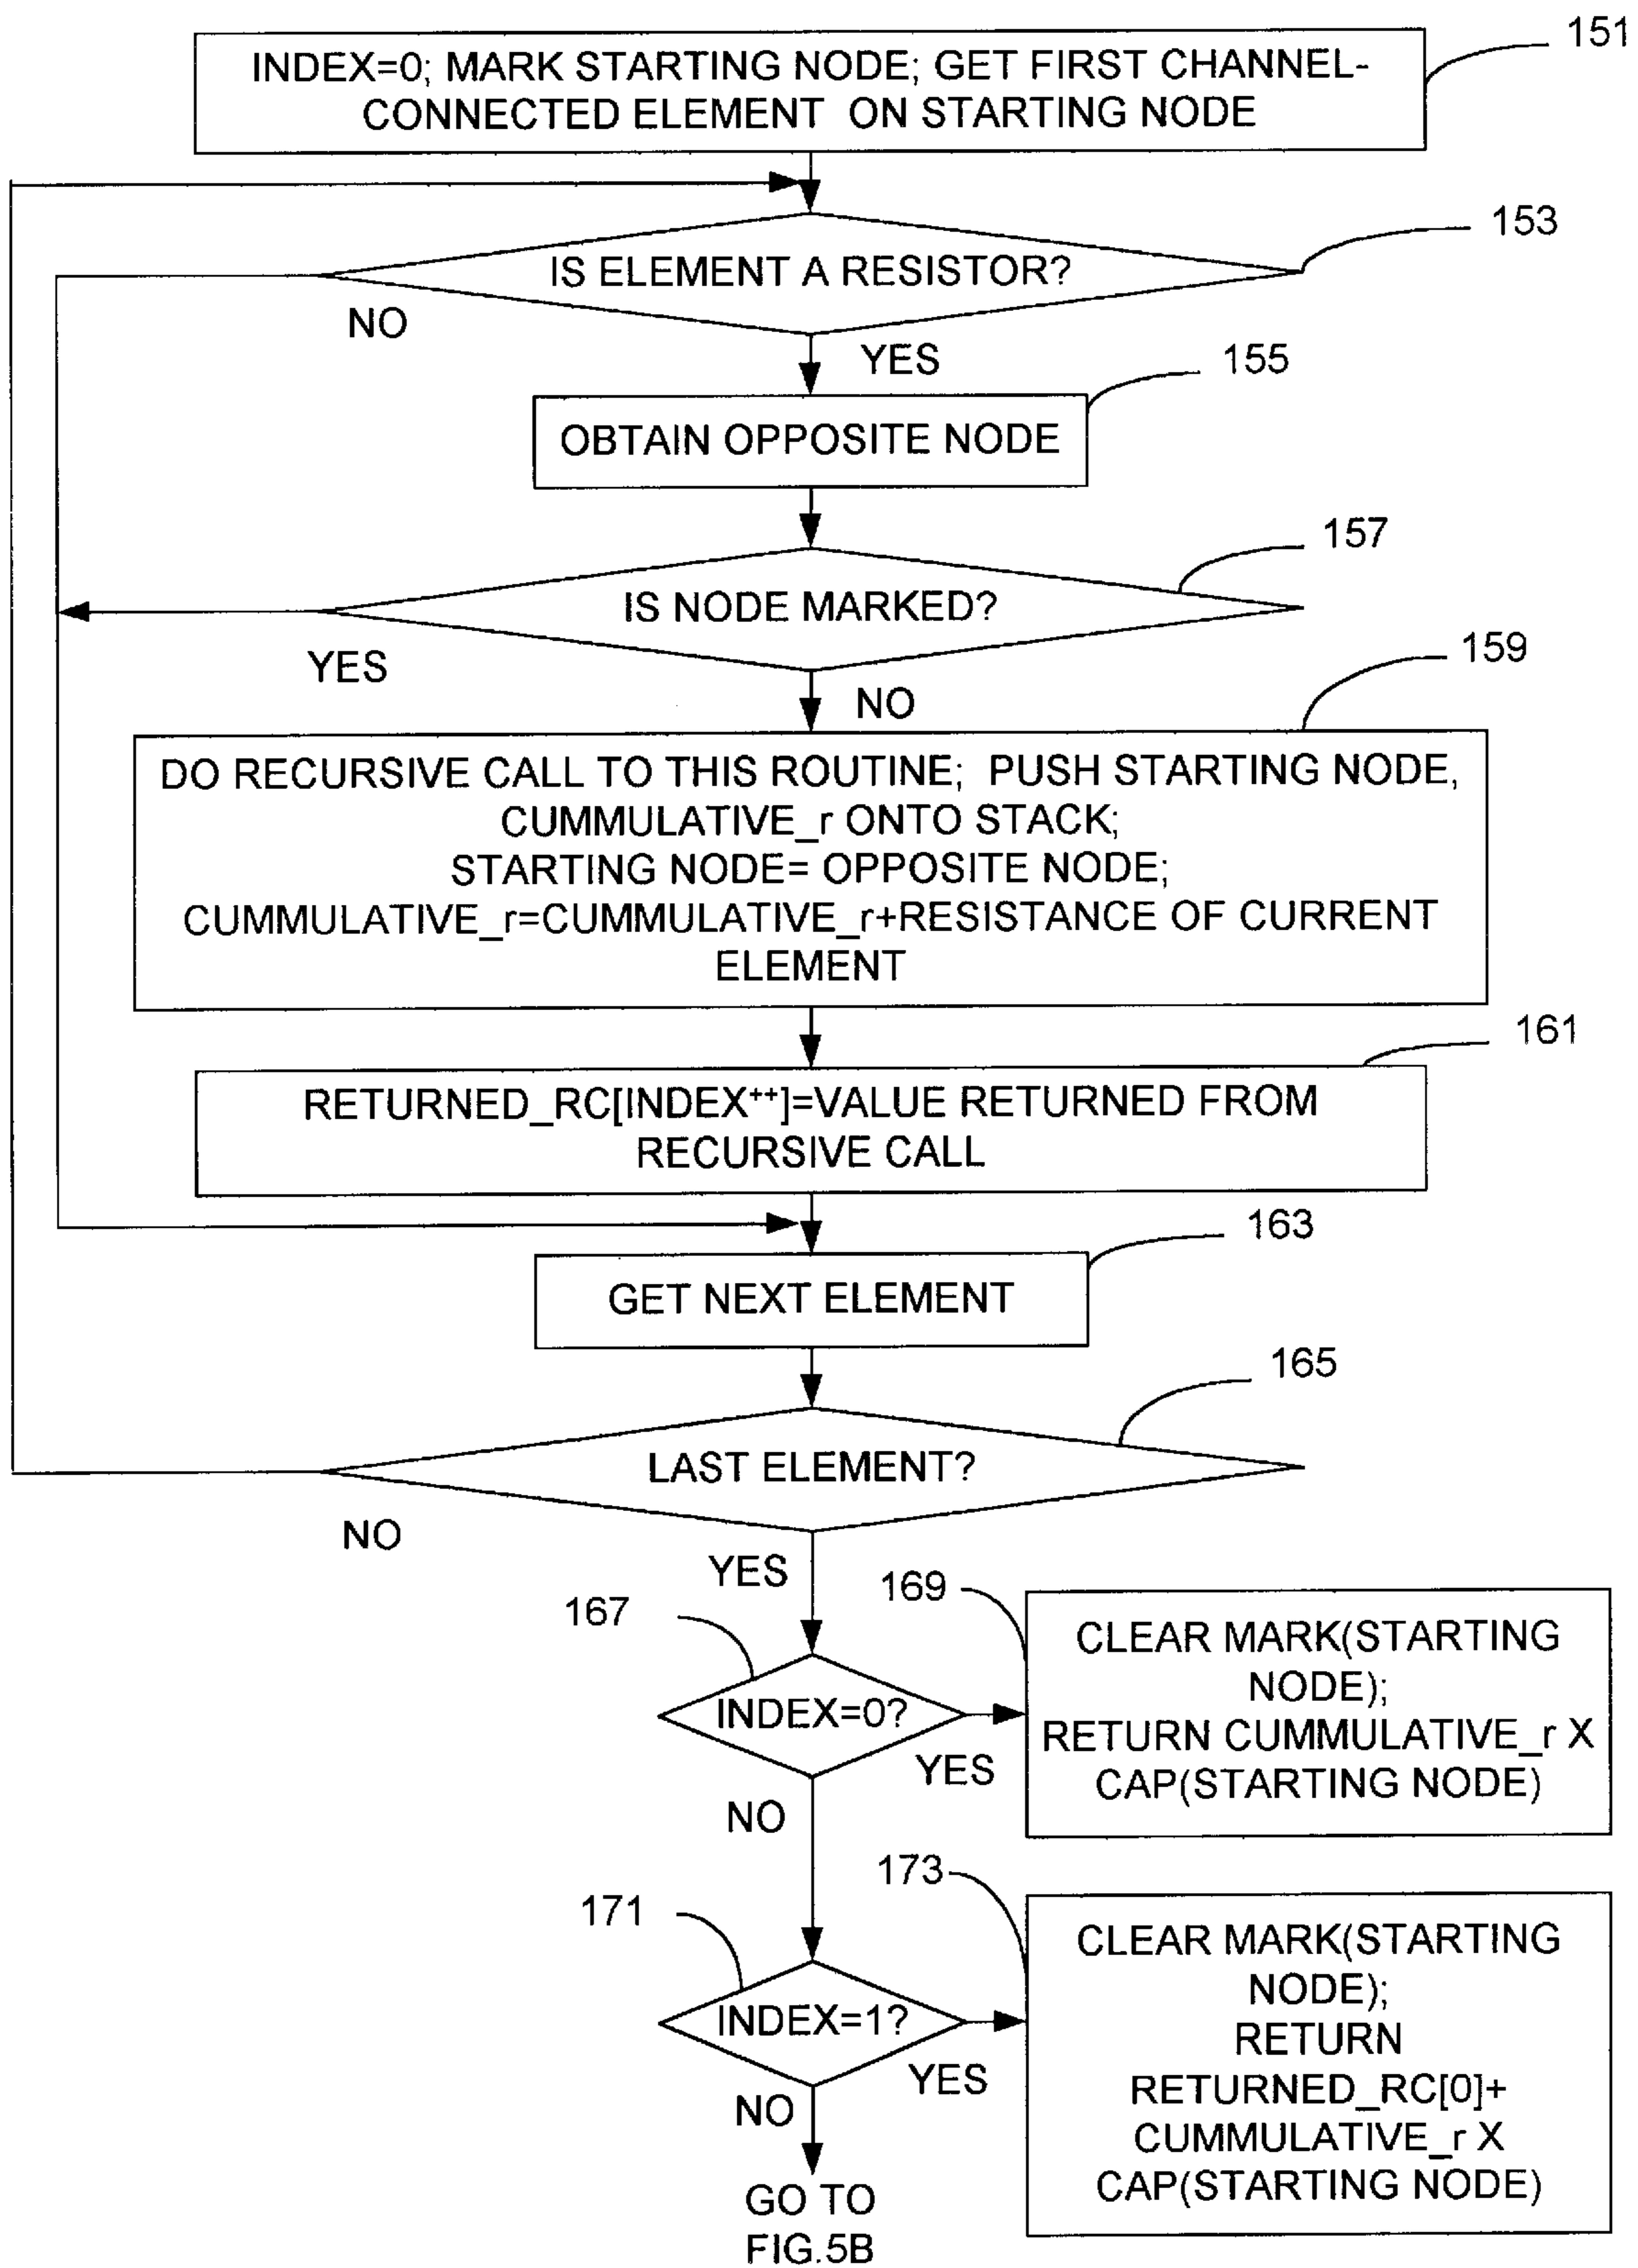 151
INDEX=0; MARK STARTING NODE; GET FIRST CHANNEL-
CONNECTED ELEMENT ON STARTING NODE
153
IS ELEMENT A RESISTOR?
NO
YES
155
OBTAIN OPPOSITE NODE
157
IS NODE MARKED?
YES
NO
159
DO RECURSIVE CALL TO THIS ROUTINE; PUSH STARTING NODE,
CUMMULATIVE_r ONTO STACK;
STARTING NODE= OPPOSITE NODE;
CUMMULATIVE_r=CUMMULATIVE_r+RESISTANCE OF CURRENT
ELEMENT
161
RETURNED_RC[INDEX++]=VALUE RETURNED FROM
RECURSIVE CALL
163
GET NEXT ELEMENT
165
LAST ELEMENT?
NO
YES
167
INDEX=0?
YES
NO
169
CLEAR MARK(STARTING
NODE);
RETURN CUMMULATIVE_r X
CAP(STARTING NODE)
171
INDEX=1?
YES
NO
173
CLEAR MARK(STARTING
NODE);
RETURN
RETURNED_RC[0]+
CUMMULATIVE_r X
CAP(STARTING NODE)
GO TO
FIG.5B